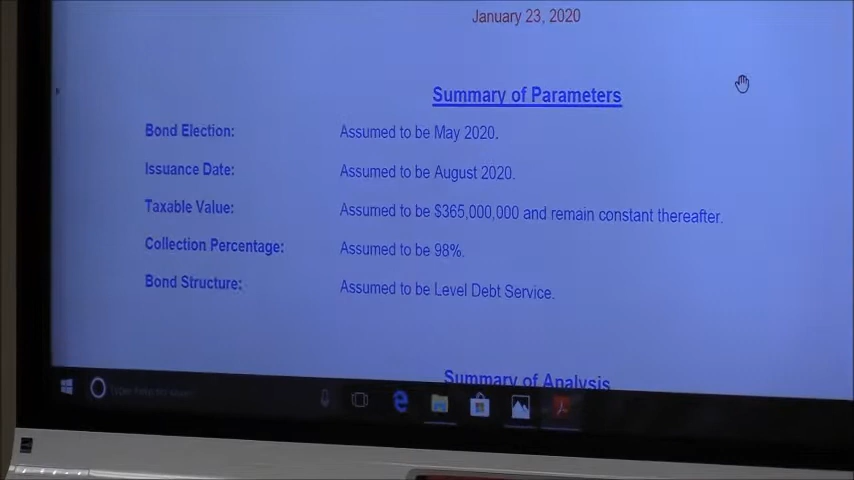 January 23, 2020
Summary of Parameters
Bond Election: Assumed to be May 2020.
Issuance Date: Assumed to be August 2020.
Taxable Value: Assumed to be $365,000,000 and remain constant thereafter.
Collection Percentage: Assumed to be 98%.
Bond Structure: Assumed to be Level Debt Service.
Summary of Analysis